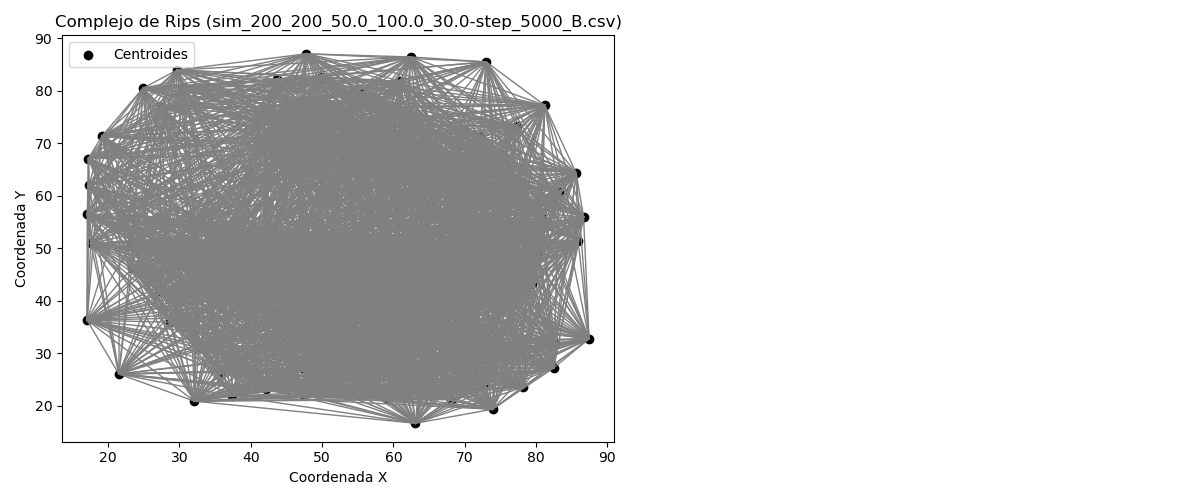 Complejo de Rips (sim_200_200_50.0_100.0_30.0-step_5000_B.csv)
Centroides
90
80
70
60
50
40
30
20
Coordenada Y
20 30 40 50 60 70 80 90
Coordenada X